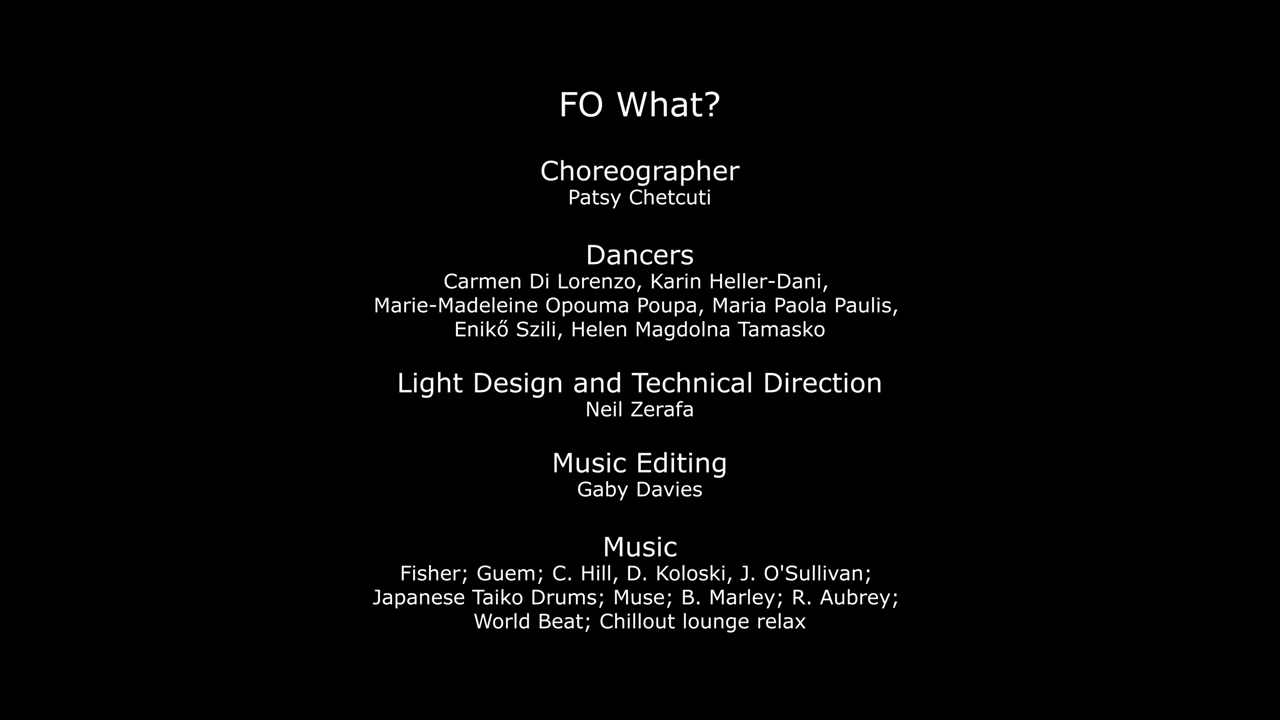 FO What?
Choreographer
Patsy Chetcuti
Dancers
Carmen Di Lorenzo, Karin Heller-Dani,
Marie-Madeleine Opouma Poupa, Maria Paola Paulis,
Enikő Szili, Helen Magdolna Tamasko
Light Design and Technical Direction
Neil Zerafa
Music Editing
Gaby Davies
Music
Fisher; Guem; C. Hill, D. Koloski, J. O'Sullivan;
Japanese Taiko Drums; Muse; B. Marley; R. Aubrey;
World Beat; Chillout lounge relax